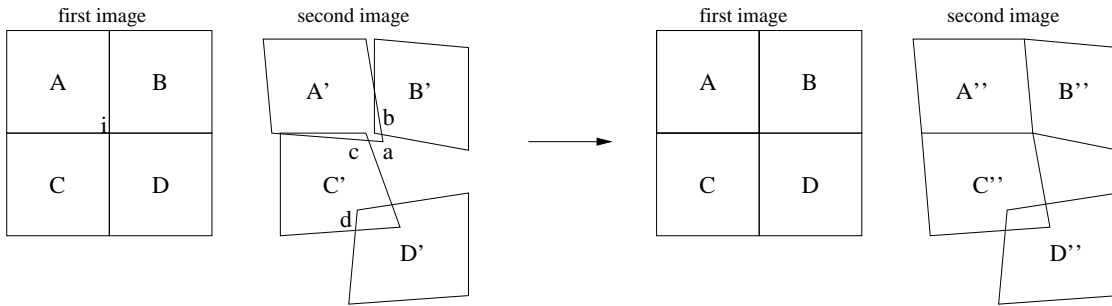 first image
second image
first image
second image
A
B
A'
B'
A
B
A''
B''
i
b
c
a
C
D
C'
C
D
C''
d
D'
D''